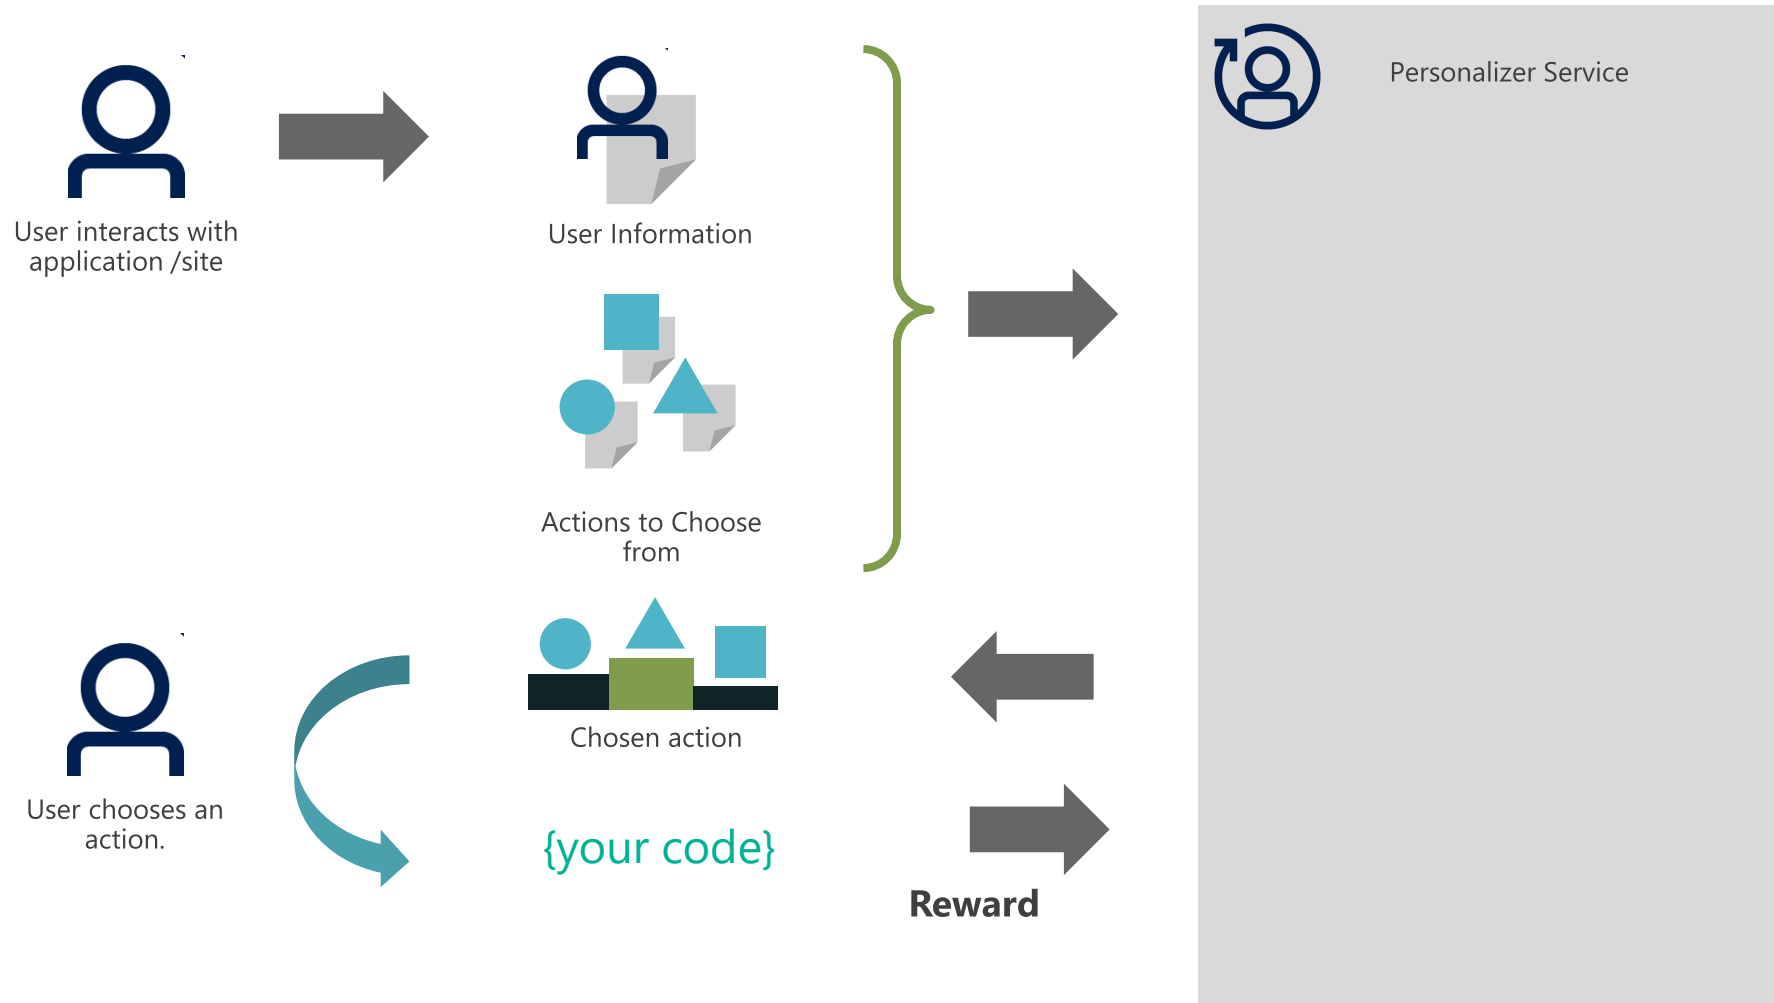 Personalizer Service
User interacts with
application /site
User Information
Actions to Choose
from
Chosen action
User chooses an
action.
{your code}
Reward